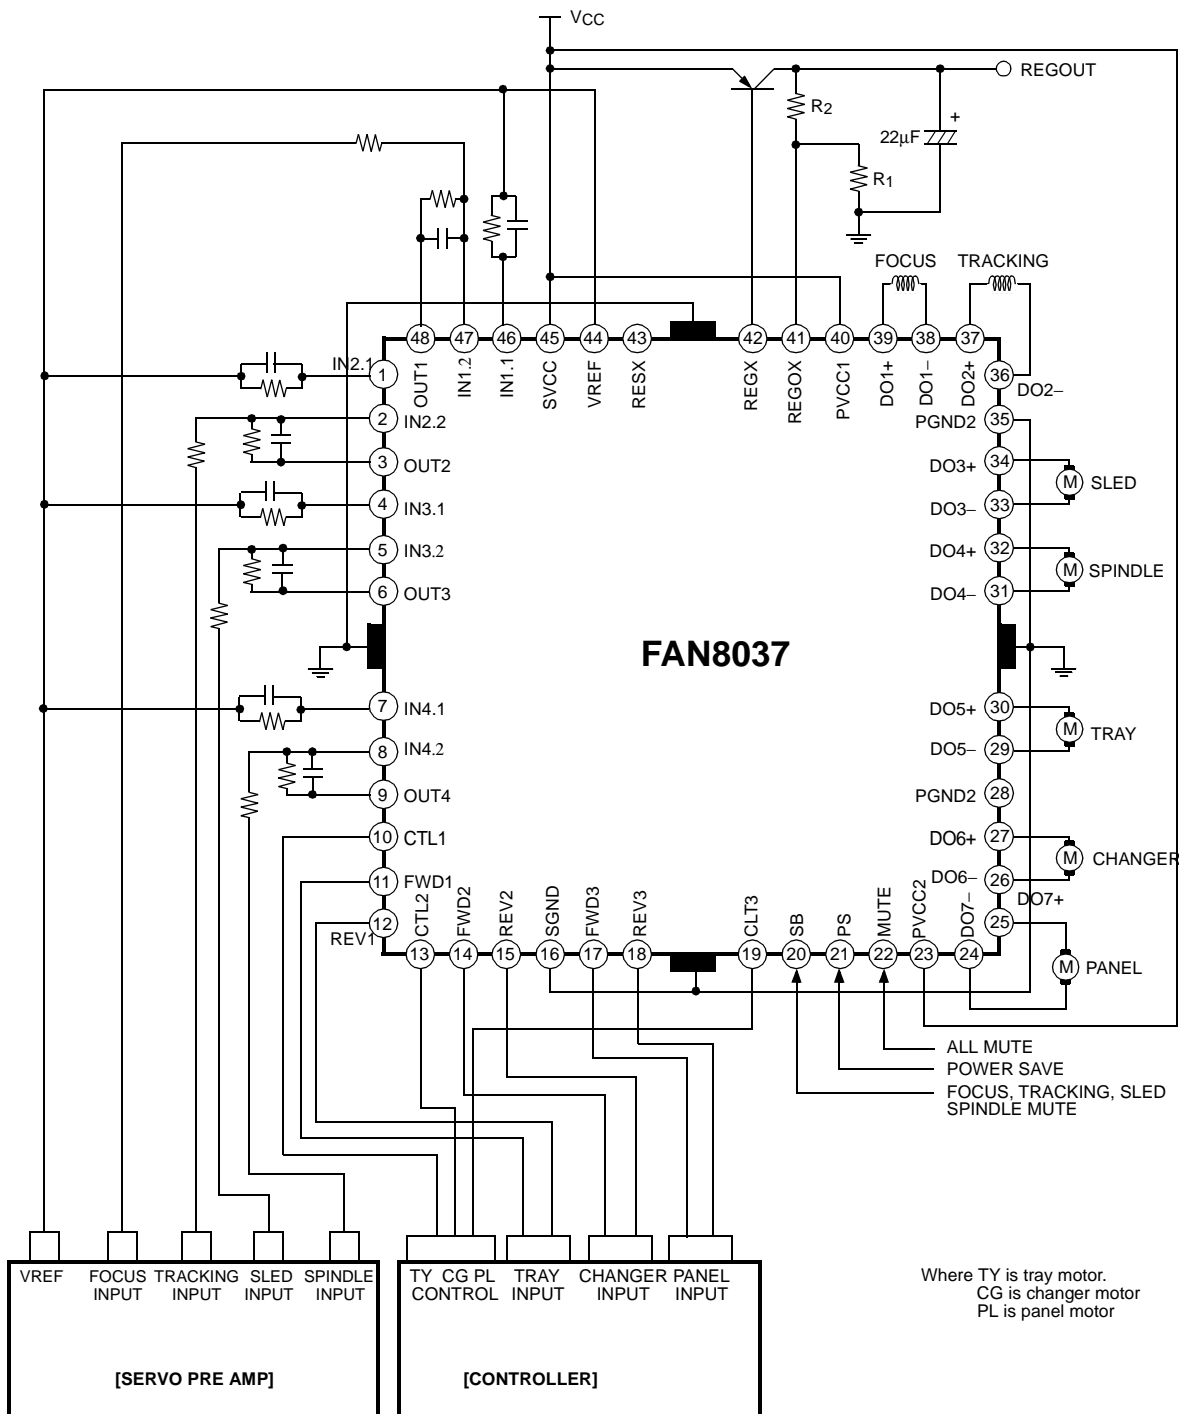 VCC
REGOUT
R2
+
22μF
R1
FOCUS
TRACKING
48
47
46
45
44
43
42
41
40
39
38
37
OUT1
IN1.2
IN1.1
SVCC
VREF
RESX
REGX
REGOX
PVCC1
DO1+
DO1−
DO2+
IN2.1
1
36
DO2−
2
IN2.2
PGND2
35
3
OUT2
DO3+
34
M
SLED
4
IN3.1
DO3−
33
5
IN3.2
DO4+
32
M
SPINDLE
6
OUT3
DO4−
31
FAN8037
7
IN4.1
DO5+
30
M
TRAY
8
IN4.2
DO5−
29
9
OUT4
PGND2
28
10
CTL1
DO6+
27
M
CHANGER
11
FWD1
DO6−
26
12
REV1
DO7+
25
CTL2
FWD2
REV2
SGND
FWD3
REV3
CLT3
SB
PS
MUTE
PVCC2
DO7−
13
14
15
16
17
18
19
20
21
22
23
24
M
PANEL
ALL MUTE
POWER SAVE
FOCUS, TRACKING, SLED
SPINDLE MUTE
VREF
FOCUS
INPUT
TRACKING
INPUT
SLED
INPUT
SPINDLE
INPUT
TY CG PL
CONTROL
TRAY
INPUT
CHANGER
INPUT
PANEL
INPUT
Where TY is tray motor.
CG is changer motor
PL is panel motor
[SERVO PRE AMP]
[CONTROLLER]